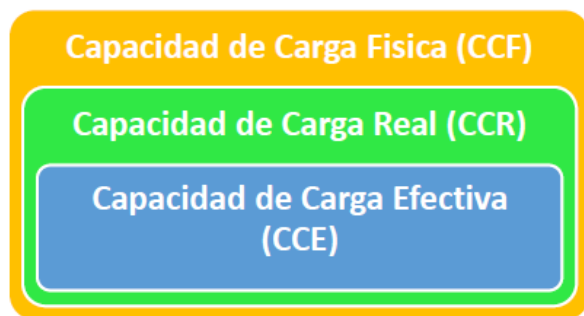 Capacidad de Carga Fisica (CCF)
Capacidad de Carga Real (CCR)
Capacidad de Carga Efectiva
(CCE)